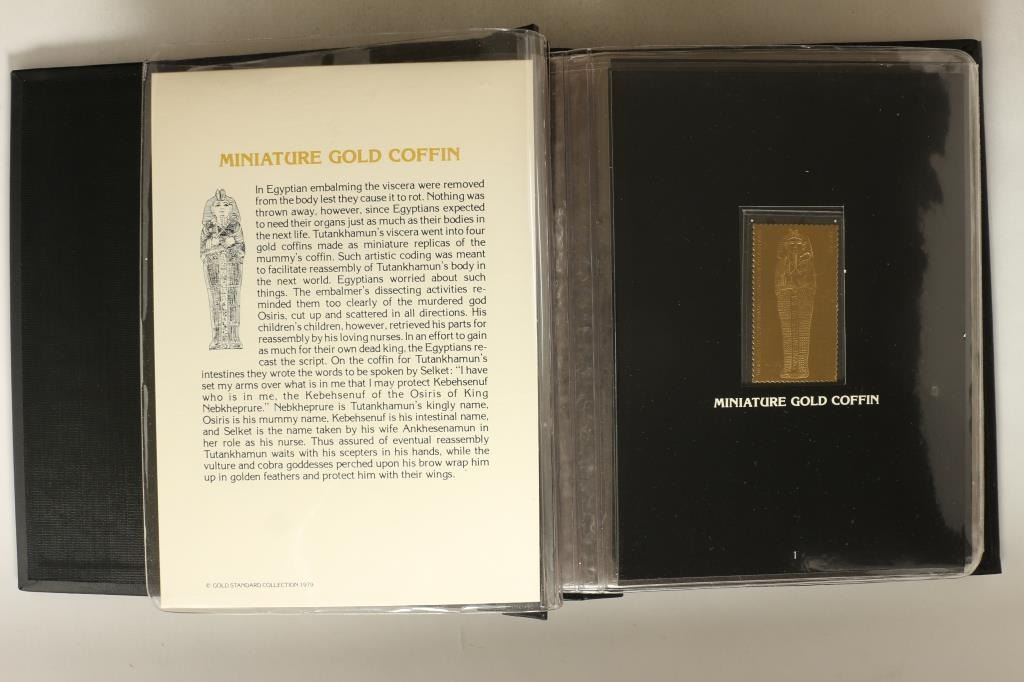 MINIATURE GOLD COFFIN
In Egyptian embalming the viscera were removed
from the body lest they cause it to rot. Nothing was
thrown away, however, since Egyptians expected
to need their organs just as much as their bodies in
the next life. Tutankhamun's viscera went into four
gold coffins made as miniature replicas of the
mummy's coffin. Such artistic coding was meant
to facilitate reassembly of Tutankhamun's body in
the next world. Egyptians worried about such
things. The embalmer's dissecting activities re-
minded them too clearly of the murdered god
Osiris, cut up and scattered in all directions. His
children's children, however, retrieved his parts for
reassembly by his loving nurses. In an effort to gain
as much for their own dead king, the Egyptians re-
cast the script. On the coffin for Tutankhamun's
intestines they wrote the words to be spoken by Selket: "I have
set my arms over what is in me that I may protect Kebehsenuf
who is in me, the Kebehsenuf of the Osiris of King
Nebkheprure." Nebkheprure is Tutankhamun's kingly name,
Osiris is his mummy name, Kebehsenuf is his intestinal name,
and Selket is the name taken by his wife Ankhesenamun in
her role as his nurse. Thus assured of eventual reassembly
Tutankhamun waits with his scepters in his hands, while the
vulture and cobra goddesses perched upon his brow wrap him
up in golden feathers and protect him with their wings.
© GOLD STANDARD COLLECTION 1979
MINIATURE GOLD COFFIN
1